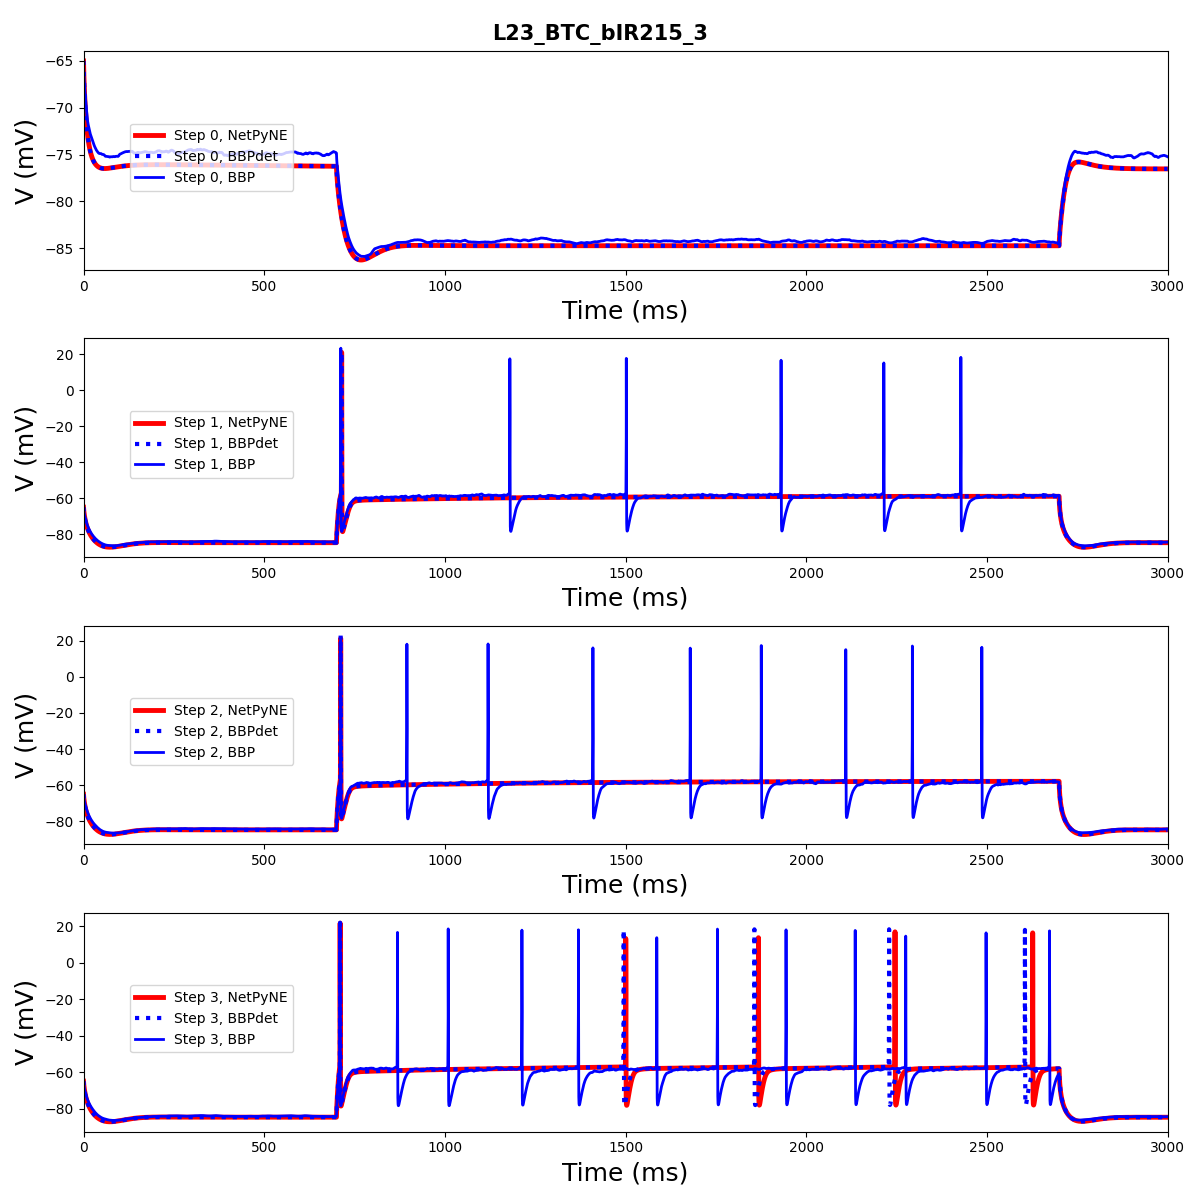 L23_BTC_bIR215_3
V (mV)
−65
−70
−75
−80
−85
Step 0, NetPyNE
Step 0, BBPdet
Step 0, BBP
0 500 1000 1500 2000 2500 3000
Time (ms)
V (mV)
20
0
−20
−40
−60
−80
Step 1, NetPyNE
Step 1, BBPdet
Step 1, BBP
0 500 1000 1500 2000 2500 3000
Time (ms)
V (mV)
20
0
−20
−40
−60
−80
Step 2, NetPyNE
Step 2, BBPdet
Step 2, BBP
0 500 1000 1500 2000 2500 3000
Time (ms)
V (mV)
20
0
−20
−40
−60
−80
Step 3, NetPyNE
Step 3, BBPdet
Step 3, BBP
0 500 1000 1500 2000 2500 3000
Time (ms)